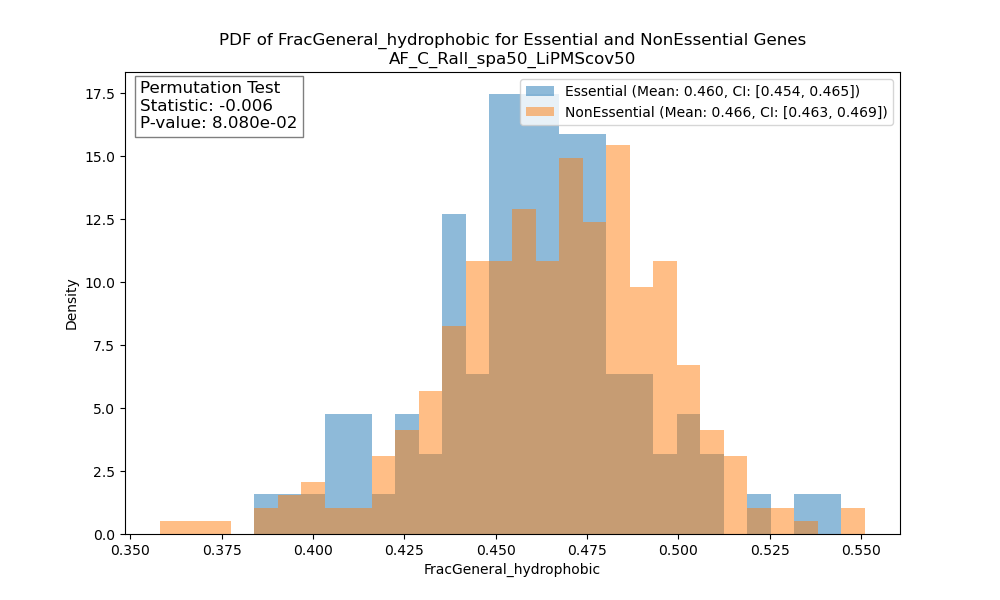 PDF of FracGeneral_hydrophobic for Essential and NonEssential Genes
AF_C_Rall_spa50_LiPMScov50
Permutation Test
Statistic: -0.006
P-value: 8.080e-02
Essential (Mean: 0.460, CI: [0.454, 0.465])
NonEssential (Mean: 0.466, CI: [0.463, 0.469])
Density
17.5
15.0
12.5
10.0
7.5
5.0
2.5
0.0
0.350 0.375 0.400 0.425 0.450 0.475 0.500 0.525 0.550
FracGeneral_hydrophobic